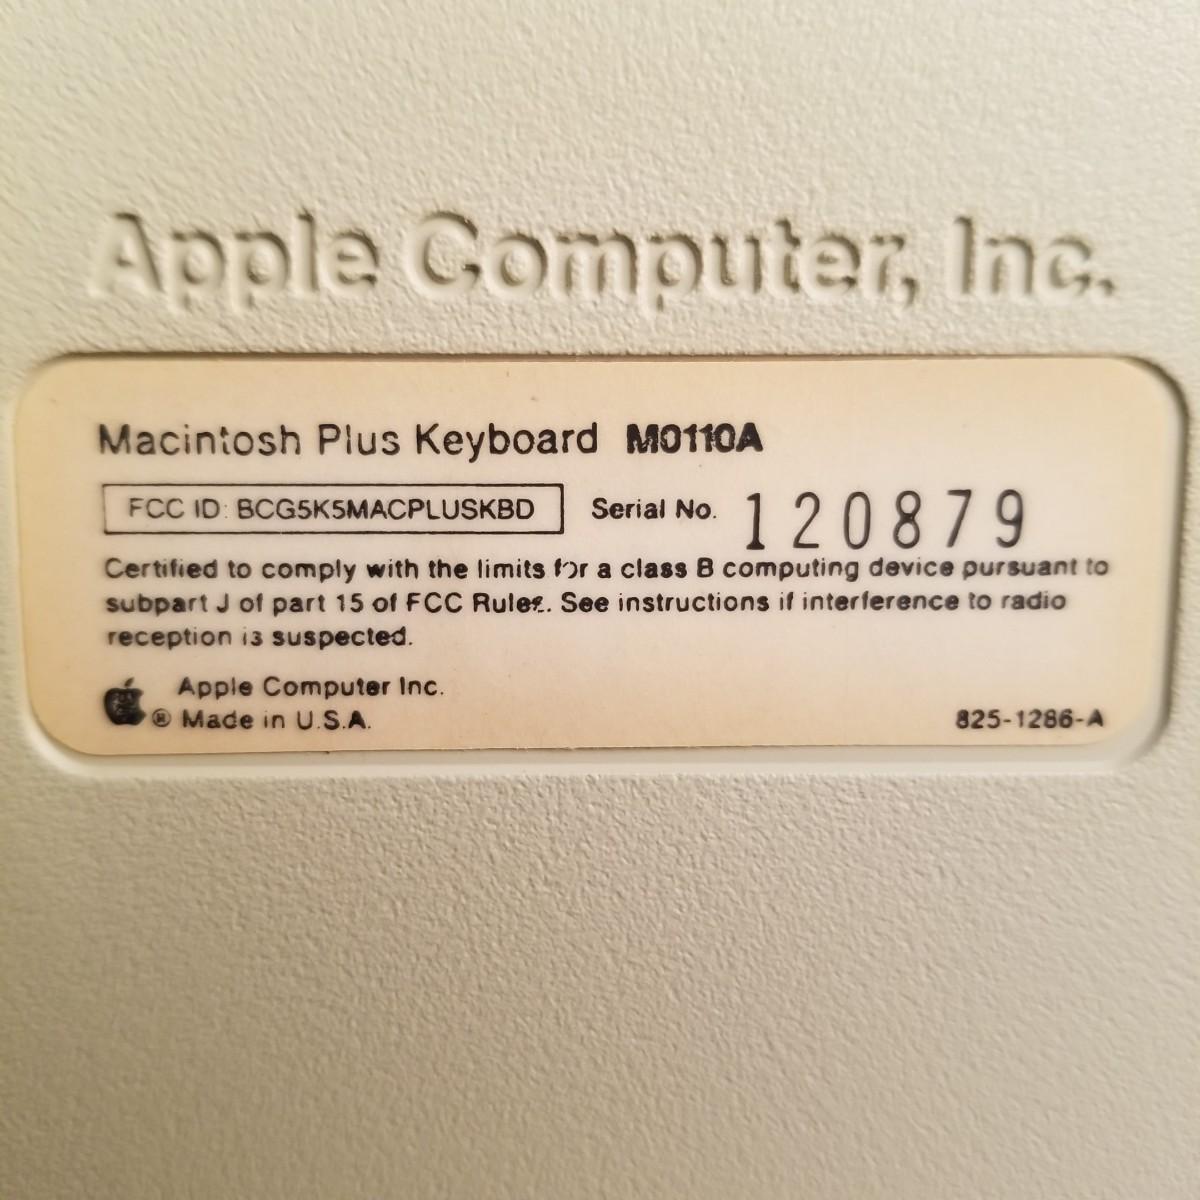 Apple Computer, Inc.
Macintosh Plus Keyboard M0110A
FCC ID: BCG5K5MACPLUSKBD Serial No. 120879
Certified to comply with the limits for a class B computing device pursuant to
subpart J of part 15 of FCC Rules. See instructions if interference to radio
reception is suspected.
Apple Computer Inc.
® Made in U.S.A.
825-1286-A